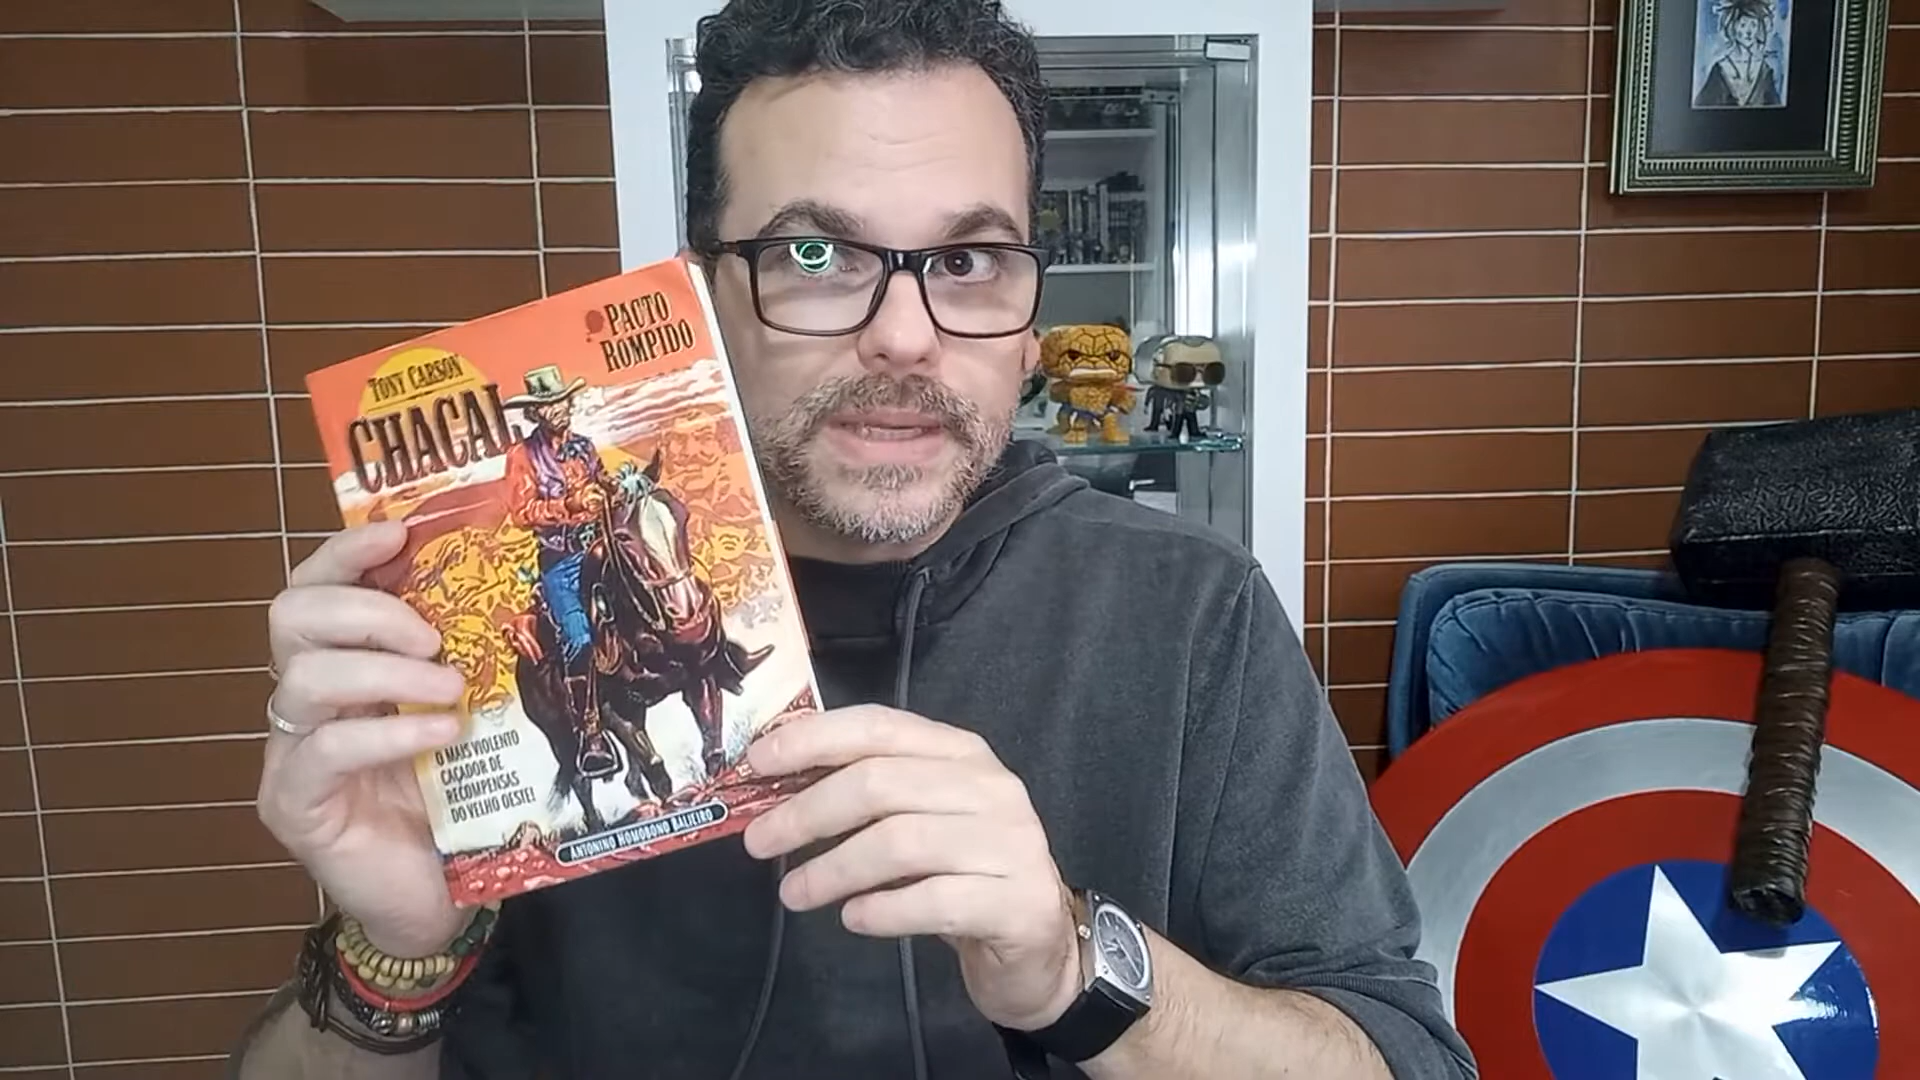 PACTO
ROMPIDO
TONY CARSON
CHACAL
O MAIS VIOLENTO
CAÇADOR DE
RECOMPENSAS
DO VELHO OESTE!
ANTONINO HOMOBONO BALIEIRO